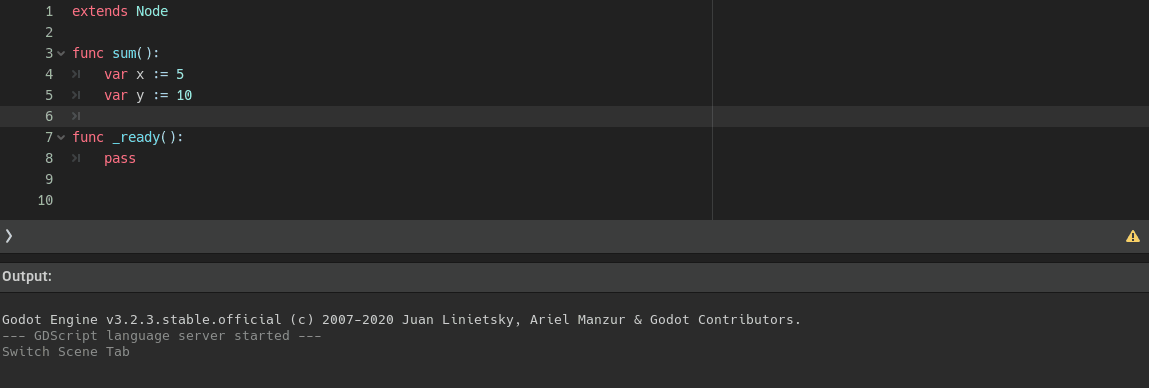 1 extends Node
2
3 func sum():
4 var x := 5
5 var y := 10
6
7 func _ready():
8 pass
9
10
Output:
Godot Engine v3.2.3.stable.official (c) 2007-2020 Juan Linietsky, Ariel Manzur & Godot Contributors.
--- GDScript language server started ---
Switch Scene Tab